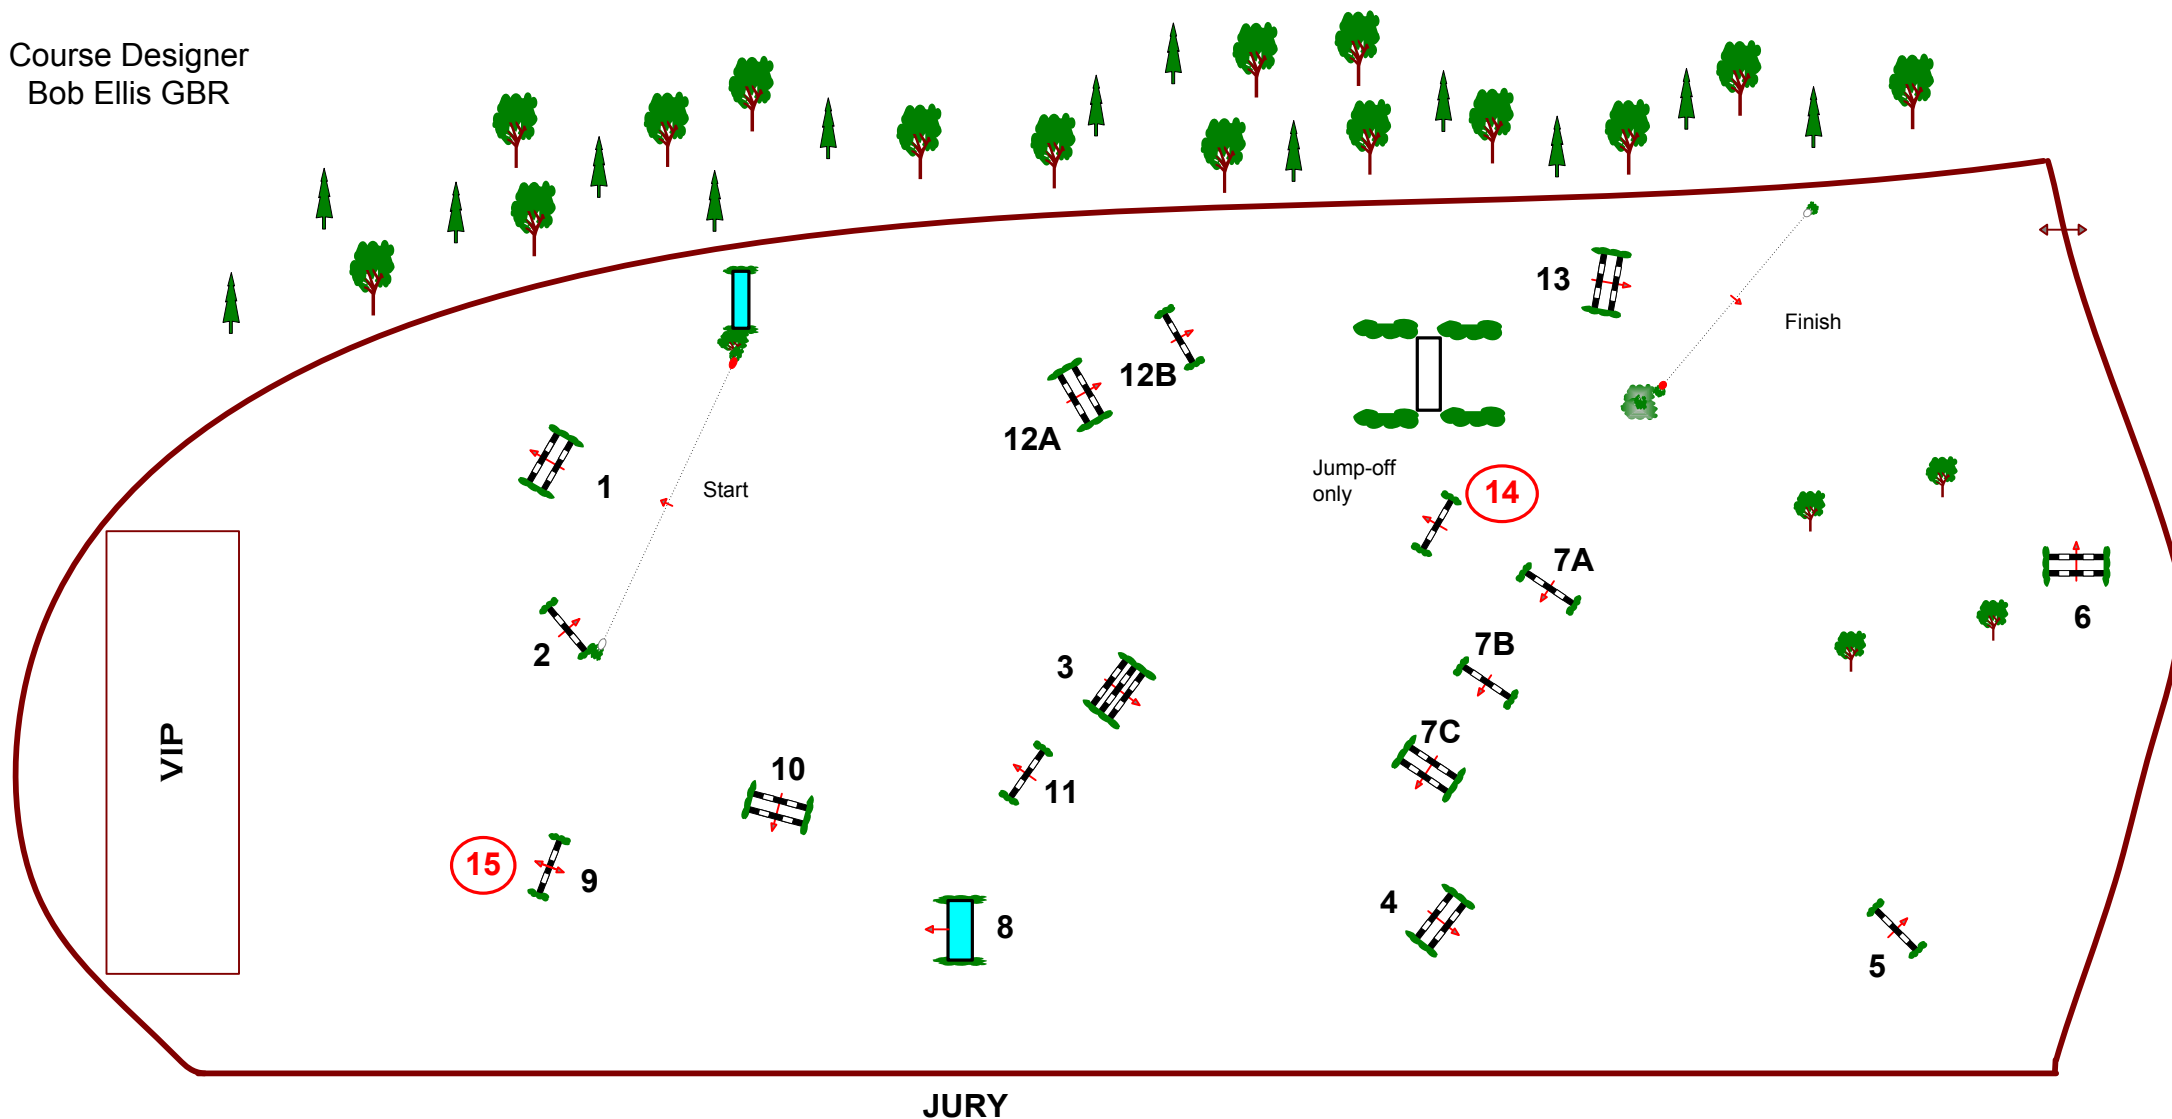 Course Designer
Bob Ellis GBR
13
Finish
12B
12A
1
Start
Jump-off
only
14
7A
6
2
3
7B
7C
VIP
10
11
15
9
8
4
5
JURY